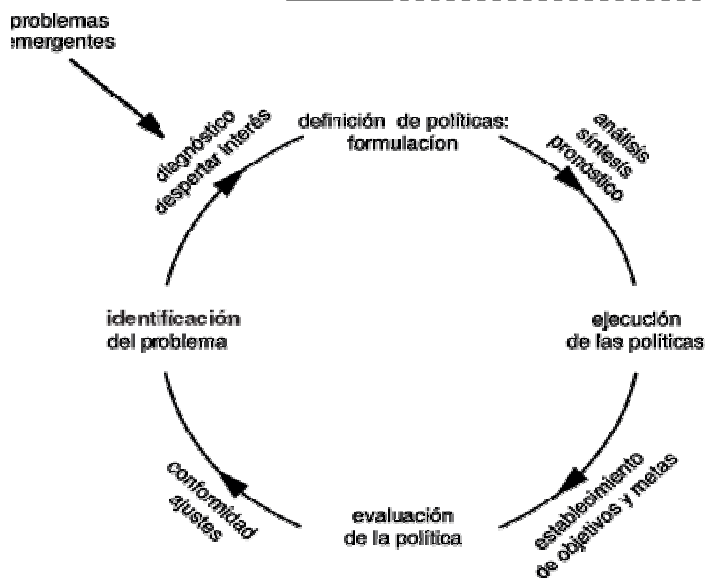 problemas
emergentes
diagnóstico
despertar interés
definición de políticas:
formulacíon
análisis
síntesis
pronóstico
identificación
del problema
ejecución
de las políticas
conformidad
ajustes
evaluación
de la política
establecimiento
de objetivos y metas